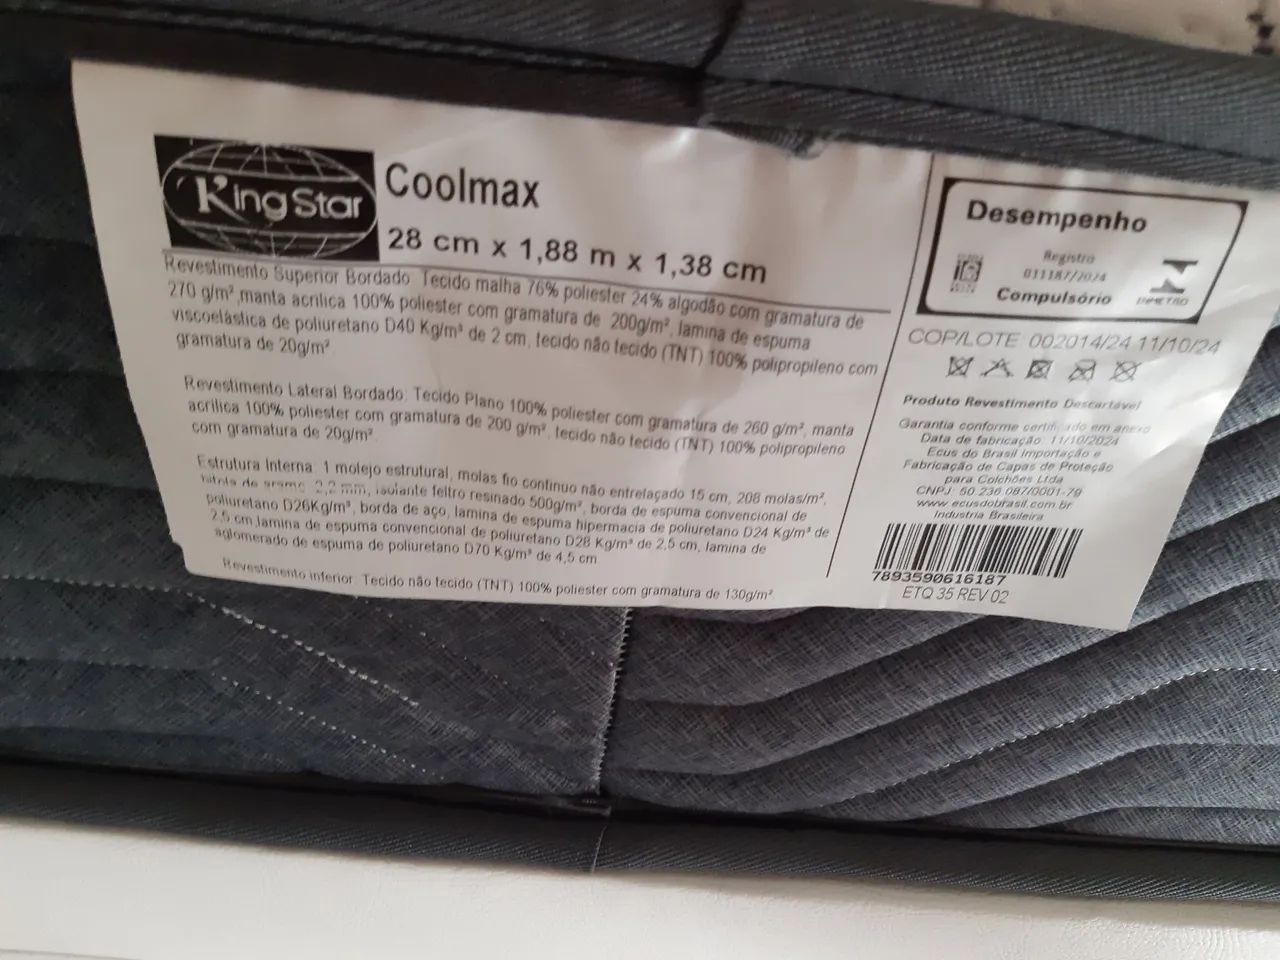 King Star
Coolmax
28 cm x 1,88 m x 1,38 cm
Revestimento Superior Bordado: Tecido malha 76% poliester 24% algodão com gramatura de
270 g/m², manta acrilica 100% poliester com gramatura de 200g/m², lamina de espuma
viscoelástica de poliuretano D40 Kg/m³ de 2 cm, tecido não tecido (TNT) 100% polipropileno com
gramatura de 20g/m²
Revestimento Lateral Bordado: Tecido Plano 100% poliester com gramatura de 260 g/m², manta
acrilica 100% poliester com gramatura de 200 g/m², tecido não tecido (TNT) 100% polipropileno
com gramatura de 20g/m²
Estrutura Interna: 1 molejo estrutural, molas fio continuo não entrelaçado 15 cm, 208 molas/m²,
bitola de arame 2,2 mm, isolante feltro resinado 500g/m², borda de espuma convencional de
poliuretano D26Kg/m³, borda de aço, lamina de espuma hipermacia de poliuretano D24 Kg/m³ de
2,5 cm, lamina de espuma convencional de poliuretano D28 Kg/m³ de 2,5 cm, lamina de
aglomerado de espuma de poliuretano D70 Kg/m³ de 4,5 cm
Revestimento inferior: Tecido não tecido (TNT) 100% poliester com gramatura de 130g/m²
Desempenho
Registro
011187/2024
Compulsório
INMETRO
COP/LOTE 002014/24 11/10/24
Produto Revestimento Descartável
Garantia conforme certificado em anexo
Data de fabricação: 11/10/2024
Ecus do Brasil Importação e
Fabricação de Capas de Proteção
para Colchões Ltda
CNPJ: 50.236.087/0001-79
www.ecusdobrasil.com.br
Industria Brasileira
7893590616187
ETQ 35 REV 02